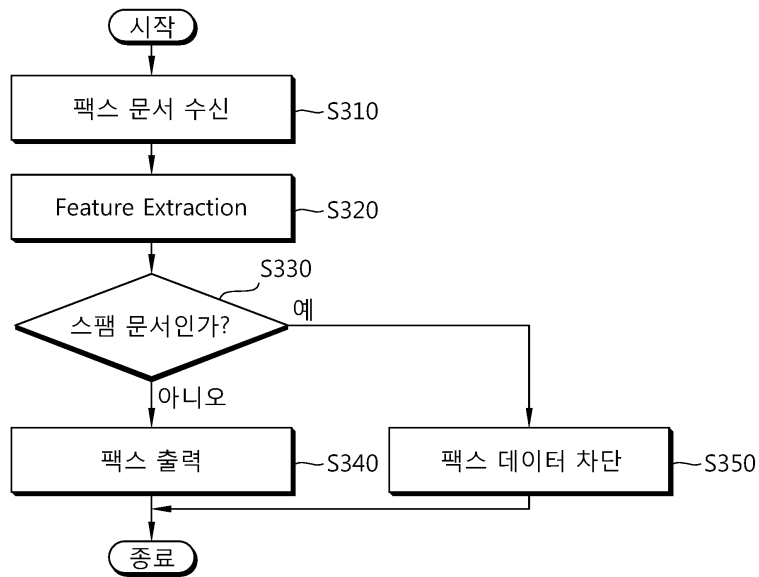 시작
팩스 문서 수신
S310
Feature Extraction
S320
S330
스팸 문서인가?
예
아니오
팩스 출력
S340
팩스 데이터 차단
S350
종료